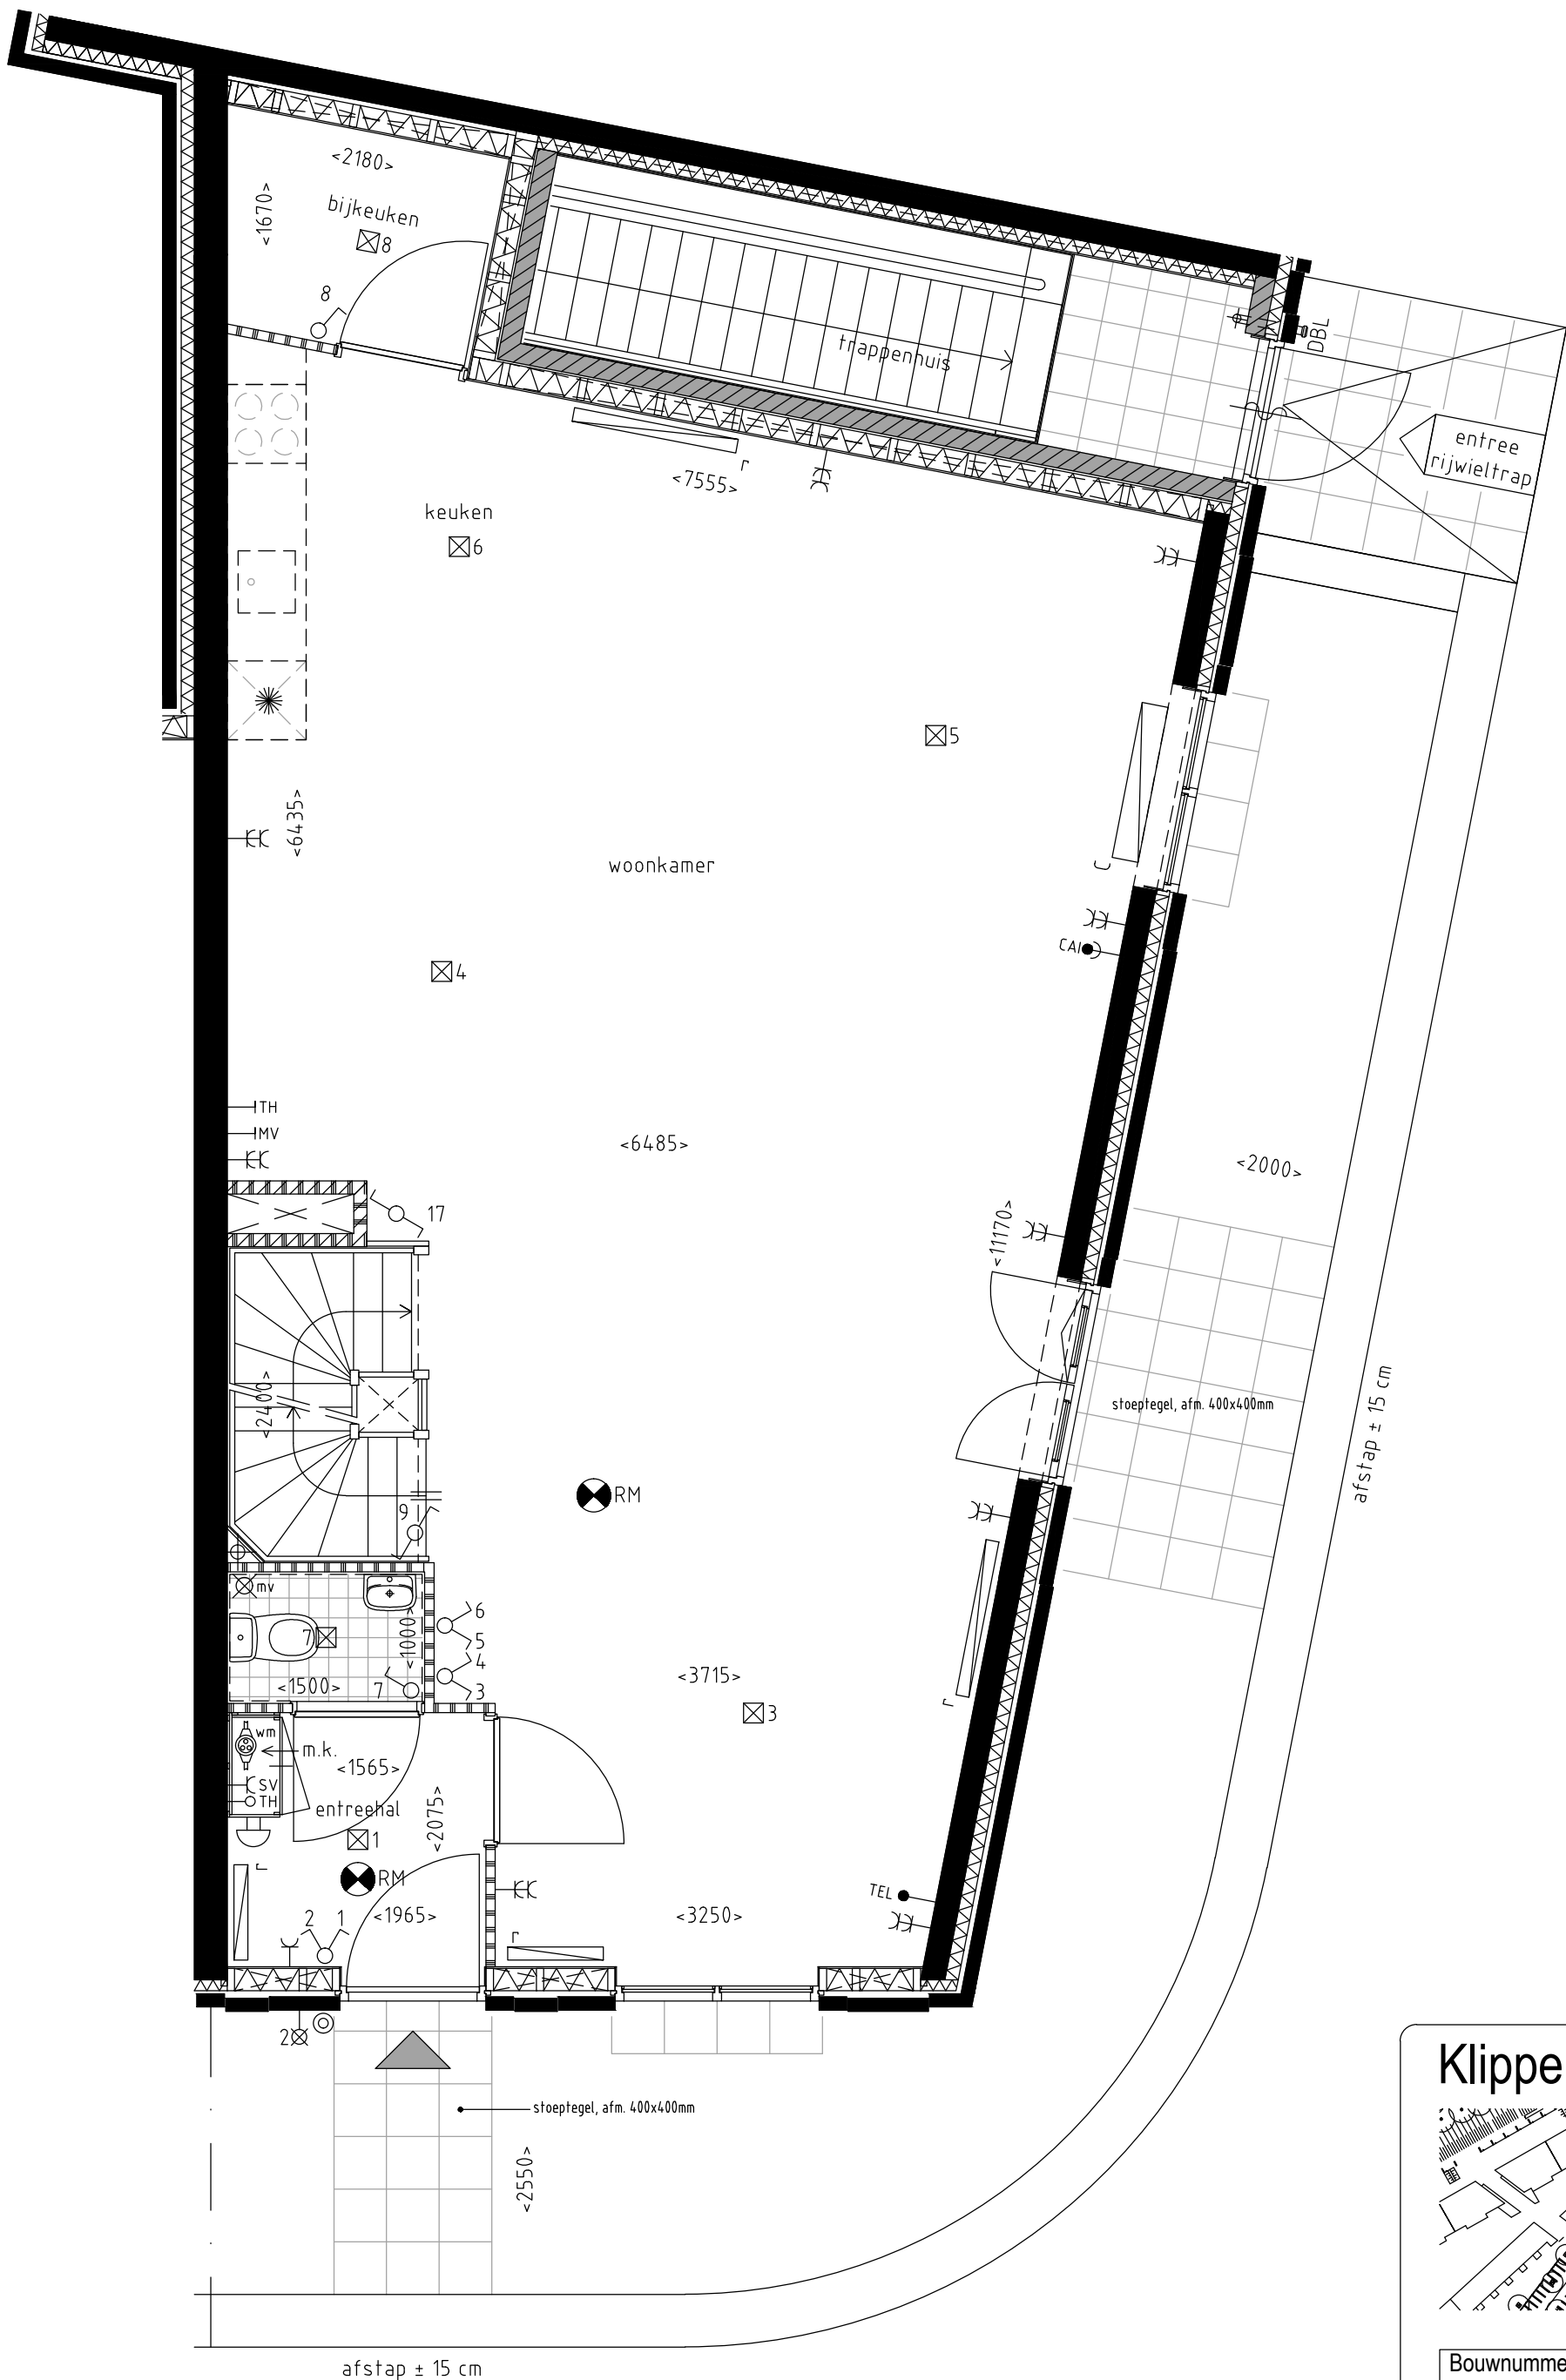 <2180>
<1670>
bijkeuken
8
8
trappenhuis
DBL
entree
rijwieltrap
<7555>
r
keuken
6
5
<6435>
woonkamer
r
CAI
4
TH
MV
<6485>
<2000>
17
<11170>
<2400>
stoeptegel, afm. 400x400mm
afstap ± 15 cm
RM
9
mv
6
5
4
3
7
<1000>
<1500>
7
<3715>
3
r
wm
m.k.
<1565>
SV
TH
entreehal
<2075>
1
RM
r
2
1
<1965>
<3250>
r
TEL
2
stoeptegel, afm. 400x400mm
<2550>
afstap ± 15 cm
Klippe
Bouwnumme